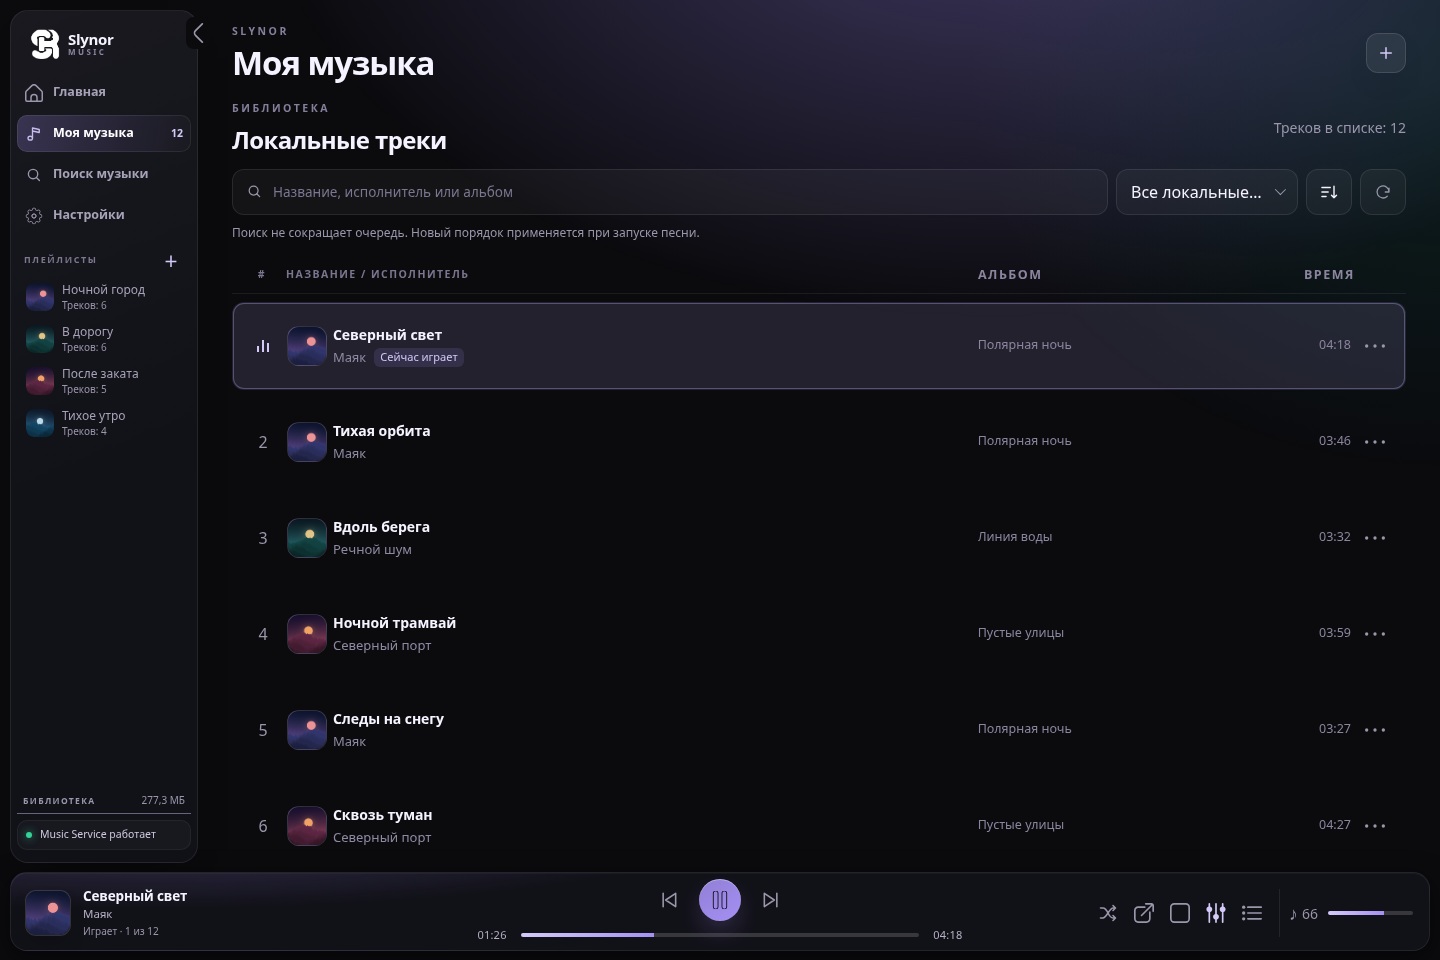 Slynor
MUSIC
Главная
Моя музыка 12
Поиск музыки
Настройки
ПЛЕЙЛИСТЫ
Ночной город
Треков: 6
В дорогу
Треков: 6
После заката
Треков: 5
Тихое утро
Треков: 4
БИБЛИОТЕКА 277,3 МБ
Music Service работает
SLYNOR
Моя музыка
БИБЛИОТЕКА
Локальные треки
Треков в списке: 12
Название, исполнитель или альбом
Все локальные...
Поиск не сокращает очередь. Новый порядок применяется при запуске песни.
# НАЗВАНИЕ / ИСПОЛНИТЕЛЬ АЛЬБОМ ВРЕМЯ
Северный свет
Маяк Сейчас играет
Полярная ночь 04:18
2 Тихая орбита
Маяк
Полярная ночь 03:46
3 Вдоль берега
Речной шум
Линия воды 03:32
4 Ночной трамвай
Северный порт
Пустые улицы 03:59
5 Следы на снегу
Маяк
Полярная ночь 03:27
6 Сквозь туман
Северный порт
Пустые улицы 04:27
Северный свет
Маяк
Играет · 1 из 12
01:26 04:18
♪ 66